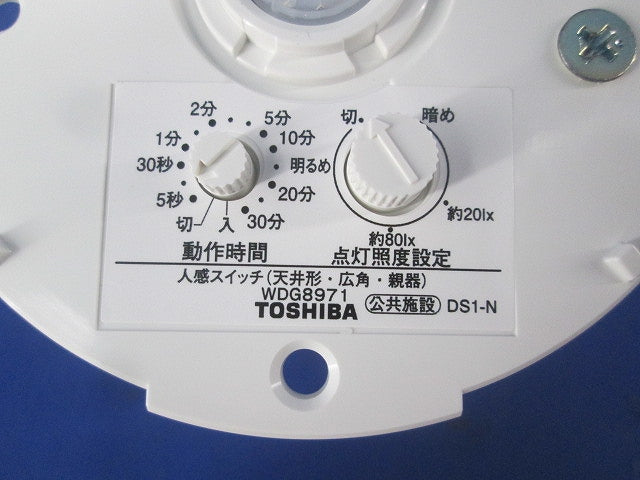 2分
5分
1分
10分
30秒
5秒
20分
切
入
30分
動作時間
切
暗め
明るめ
約20lx
約80lx
点灯照度設定
人感スイッチ(天井形・広角・親器)
WDG8971
TOSHIBA 公共施設 DS1-N